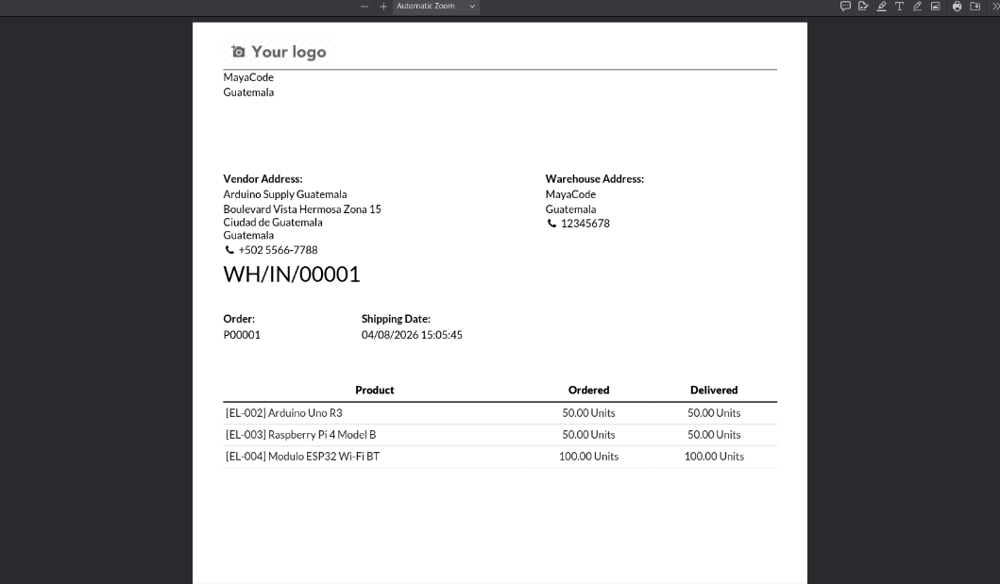 Automatic Zoom
Your logo
MayaCode
Guatemala
Vendor Address:
Arduino Supply Guatemala
Boulevard Vista Hermosa Zona 15
Ciudad de Guatemala
Guatemala
+502 5566-7788
Warehouse Address:
MayaCode
Guatemala
12345678
WH/IN/00001
Order:
P00001
Shipping Date:
04/08/2026 15:05:45
Product Ordered Delivered
[EL-002] Arduino Uno R3 50.00 Units 50.00 Units
[EL-003] Raspberry Pi 4 Model B 50.00 Units 50.00 Units
[EL-004] Modulo ESP32 Wi-Fi BT 100.00 Units 100.00 Units